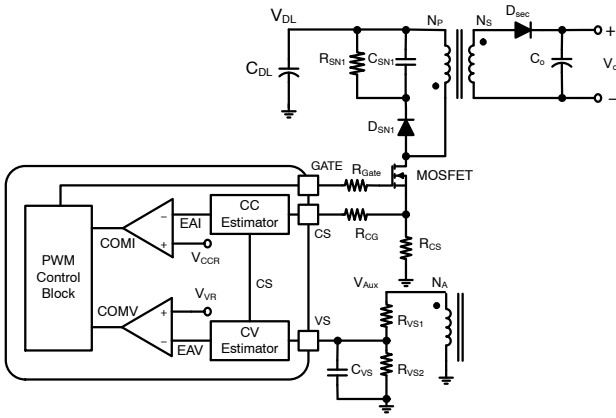 V_DL
N_P
N_S
D_sec
+
C_DL
R_SN1
C_SN1
C_o
V_o
−
D_SN1
GATE
R_Gate
MOSFET
CC Estimator
EAI
−
+
COMI
V_CCR
CS
R_CG
R_CS
PWM
Control
Block
CS
V_Aux
N_A
V_VR
COMV
+
−
EAV
CV
Estimator
VS
R_VS1
C_VS
R_VS2